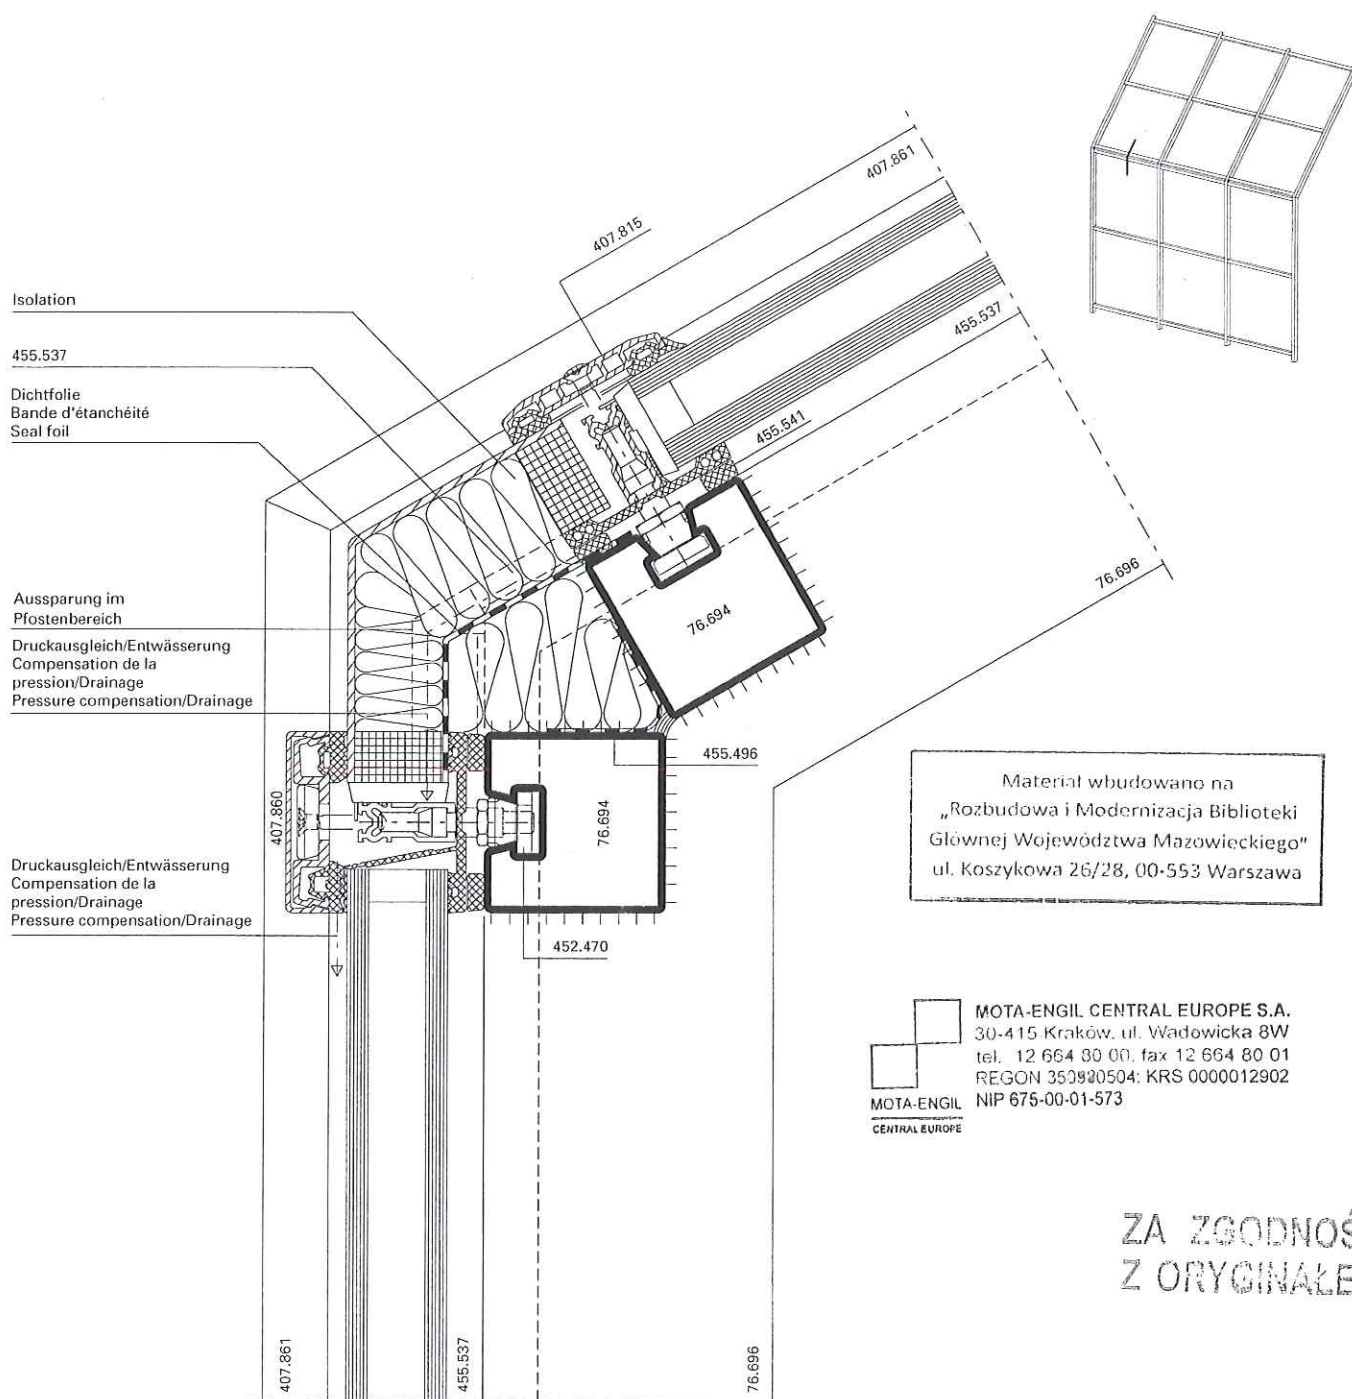 407.861
407.815
Isolation
455.537
455.537
Dichtfolie
Bande d'étanchéité
Seal foil
455.541
Aussparung im
Pfostenbereich
76.696
76.694
Druckausgleich/Entwässerung
Compensation de la
pression/Drainage
Pressure compensation/Drainage
455.496
407.860
76.694
Materiał wbudowano na
„Rozbudowa i Modernizacja Biblioteki
Głównej Województwa Mazowieckiego”
ul. Koszykowa 26/28, 00-553 Warszawa
Druckausgleich/Entwässerung
Compensation de la
pression/Drainage
Pressure compensation/Drainage
452.470
MOTA-ENGIL CENTRAL EUROPE S.A.
30-415 Kraków, ul. Wadowicka 8W
tel. 12 664 80 00, fax 12 664 80 01
REGON 350980504; KRS 0000012902
NIP 675-00-01-573
MOTA-ENGIL
CENTRAL EUROPE
ZA ZGODNOŚ
Z ORYGINAŁE
407.861
455.537
76.696